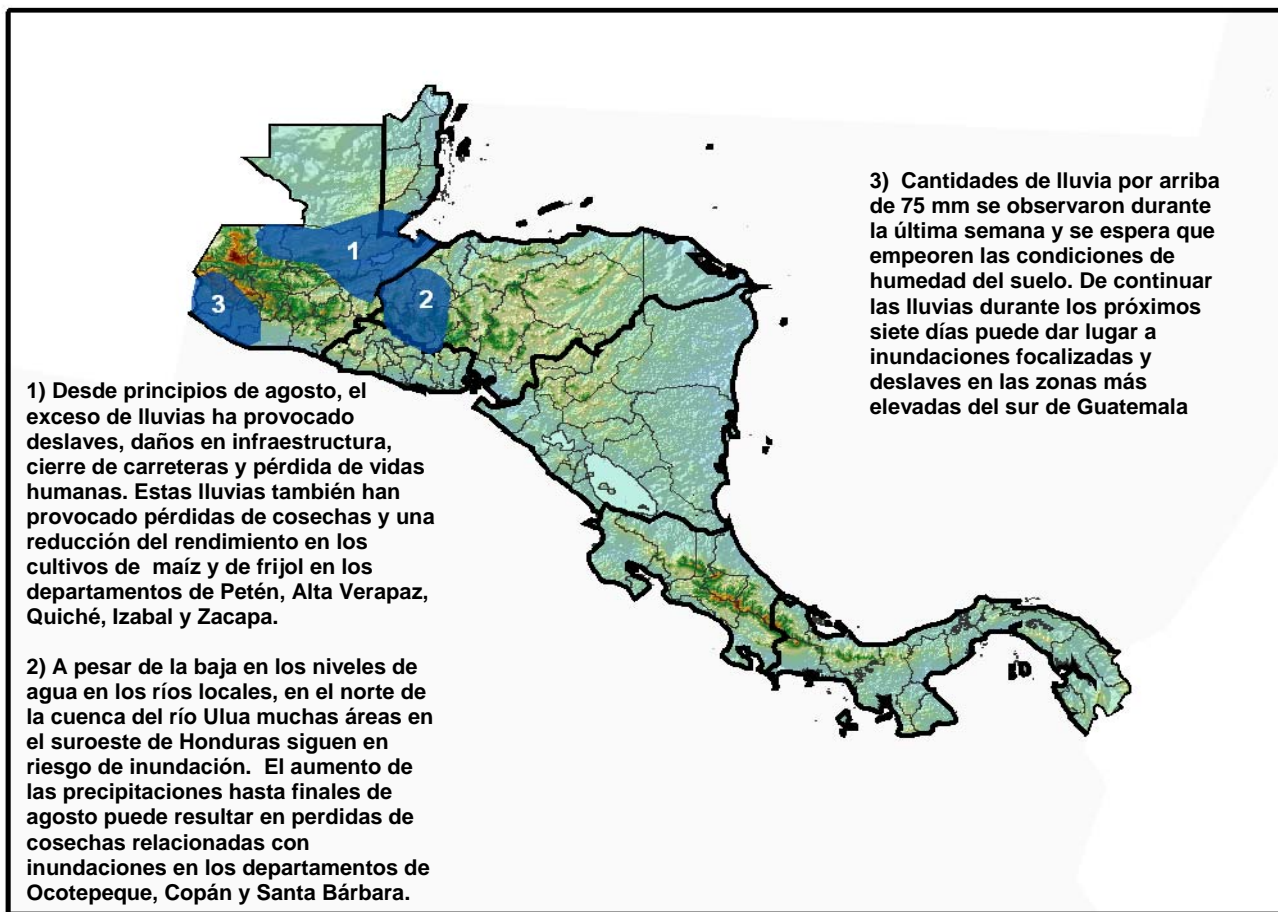 1
2
3
1) Desde principios de agosto, el
exceso de lluvias ha provocado
deslaves, daños en infraestructura,
cierre de carreteras y pérdida de vidas
humanas. Estas lluvias también han
provocado pérdidas de cosechas y una
reducción del rendimiento en los
cultivos de maíz y de frijol en los
departamentos de Petén, Alta Verapaz,
Quiché, Izabal y Zacapa.
2) A pesar de la baja en los niveles de
agua en los ríos locales, en el norte de
la cuenca del río Ulua muchas áreas en
el suroeste de Honduras siguen en
riesgo de inundación. El aumento de
las precipitaciones hasta finales de
agosto puede resultar en perdidas de
cosechas relacionadas con
inundaciones en los departamentos de
Ocotepeque, Copán y Santa Bárbara.
3) Cantidades de lluvia por arriba
de 75 mm se observaron durante
la última semana y se espera que
empeoren las condiciones de
humedad del suelo. De continuar
las lluvias durante los próximos
siete días puede dar lugar a
inundaciones focalizadas y
deslaves en las zonas más
elevadas del sur de Guatemala